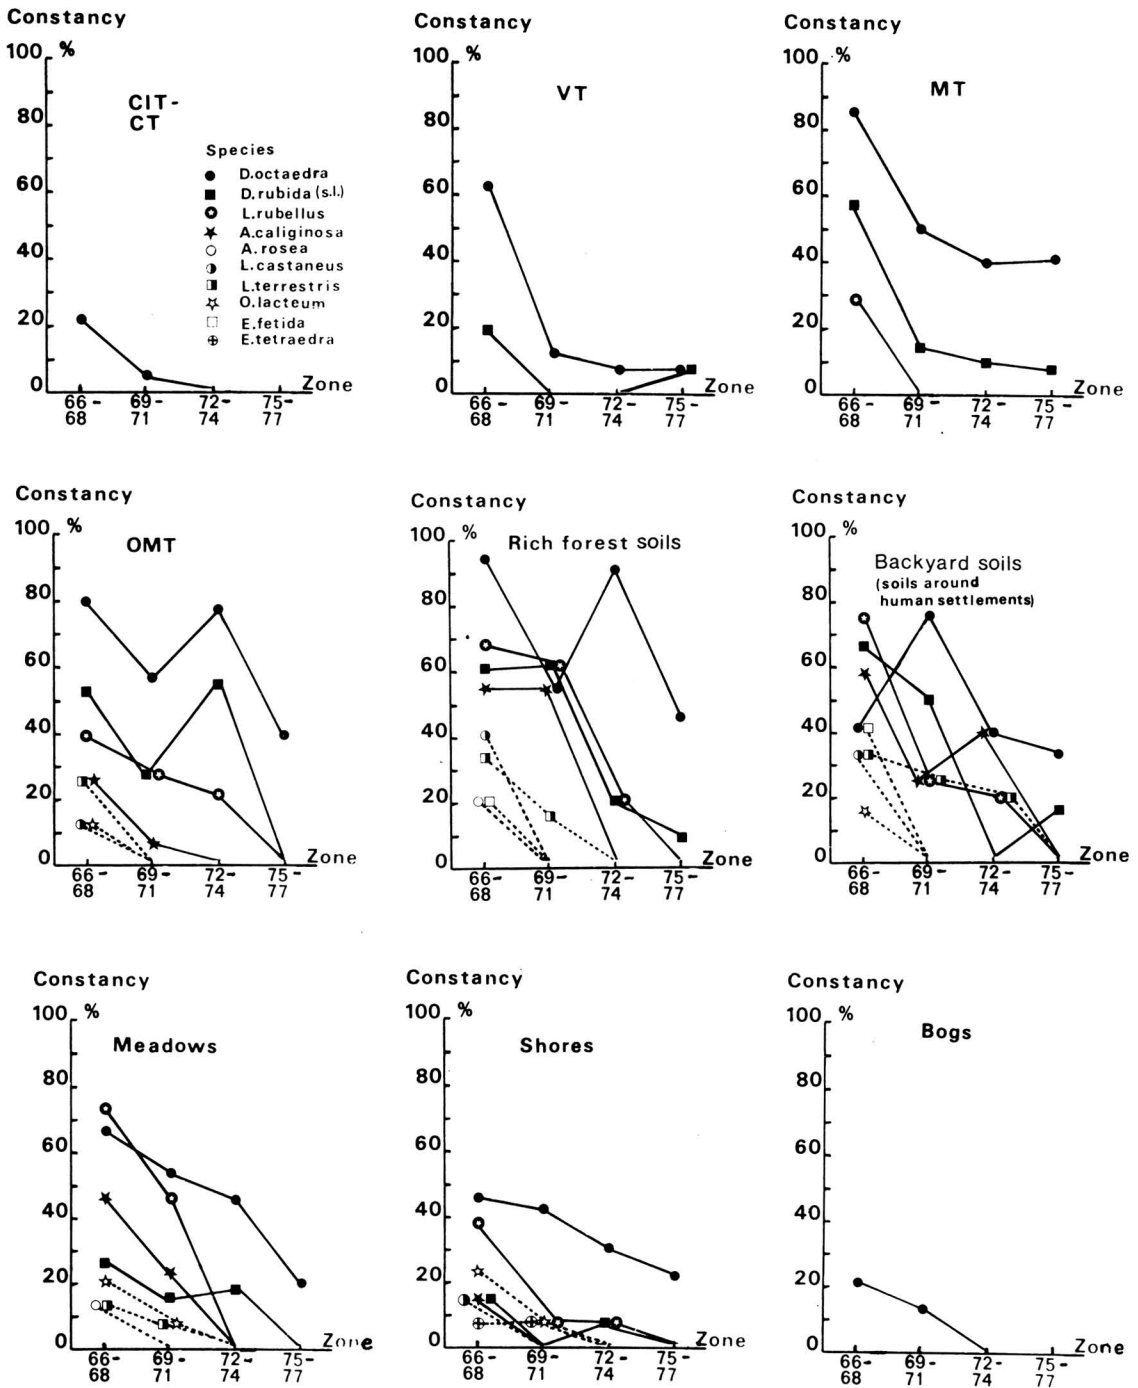 Constancy
100 %
80
60
40
20
0
CIT-
CT
Species
D.octaedra
D.rubida (s.l.)
L.rubellus
A.caliginosa
A.rosea
L.castaneus
L.terrestris
O.lacteum
E.fetida
E.tetraedra
66- 69- 72- 75- Zone
68 71 74 77
Constancy
100 %
80
60
40
20
0
VT
66- 69- 72- 75- Zone
68 71 74 77
Constancy
100 %
80
60
40
20
0
MT
66- 69- 72- 75- Zone
68 71 74 77
Constancy
100 %
80
60
40
20
0
OMT
66- 69- 72- 75- Zone
68 71 74 77
Constancy
100 %
80
60
40
20
0
Rich forest soils
66- 69- 72- 75- Zone
68 71 74 77
Constancy
100 %
80
60
40
20
0
Backyard soils
(soils around
human settlements)
66- 69- 72- 75- Zone
68 71 74 77
Constancy
100 %
80
60
40
20
0
Meadows
66- 69- 72- 75- Zone
68 71 74 77
Constancy
100 %
80
60
40
20
0
Shores
66- 69- 72- 75- Zone
68 71 74 77
Constancy
100 %
80
60
40
20
0
Bogs
66- 69- 72- 75- Zone
68 71 74 77